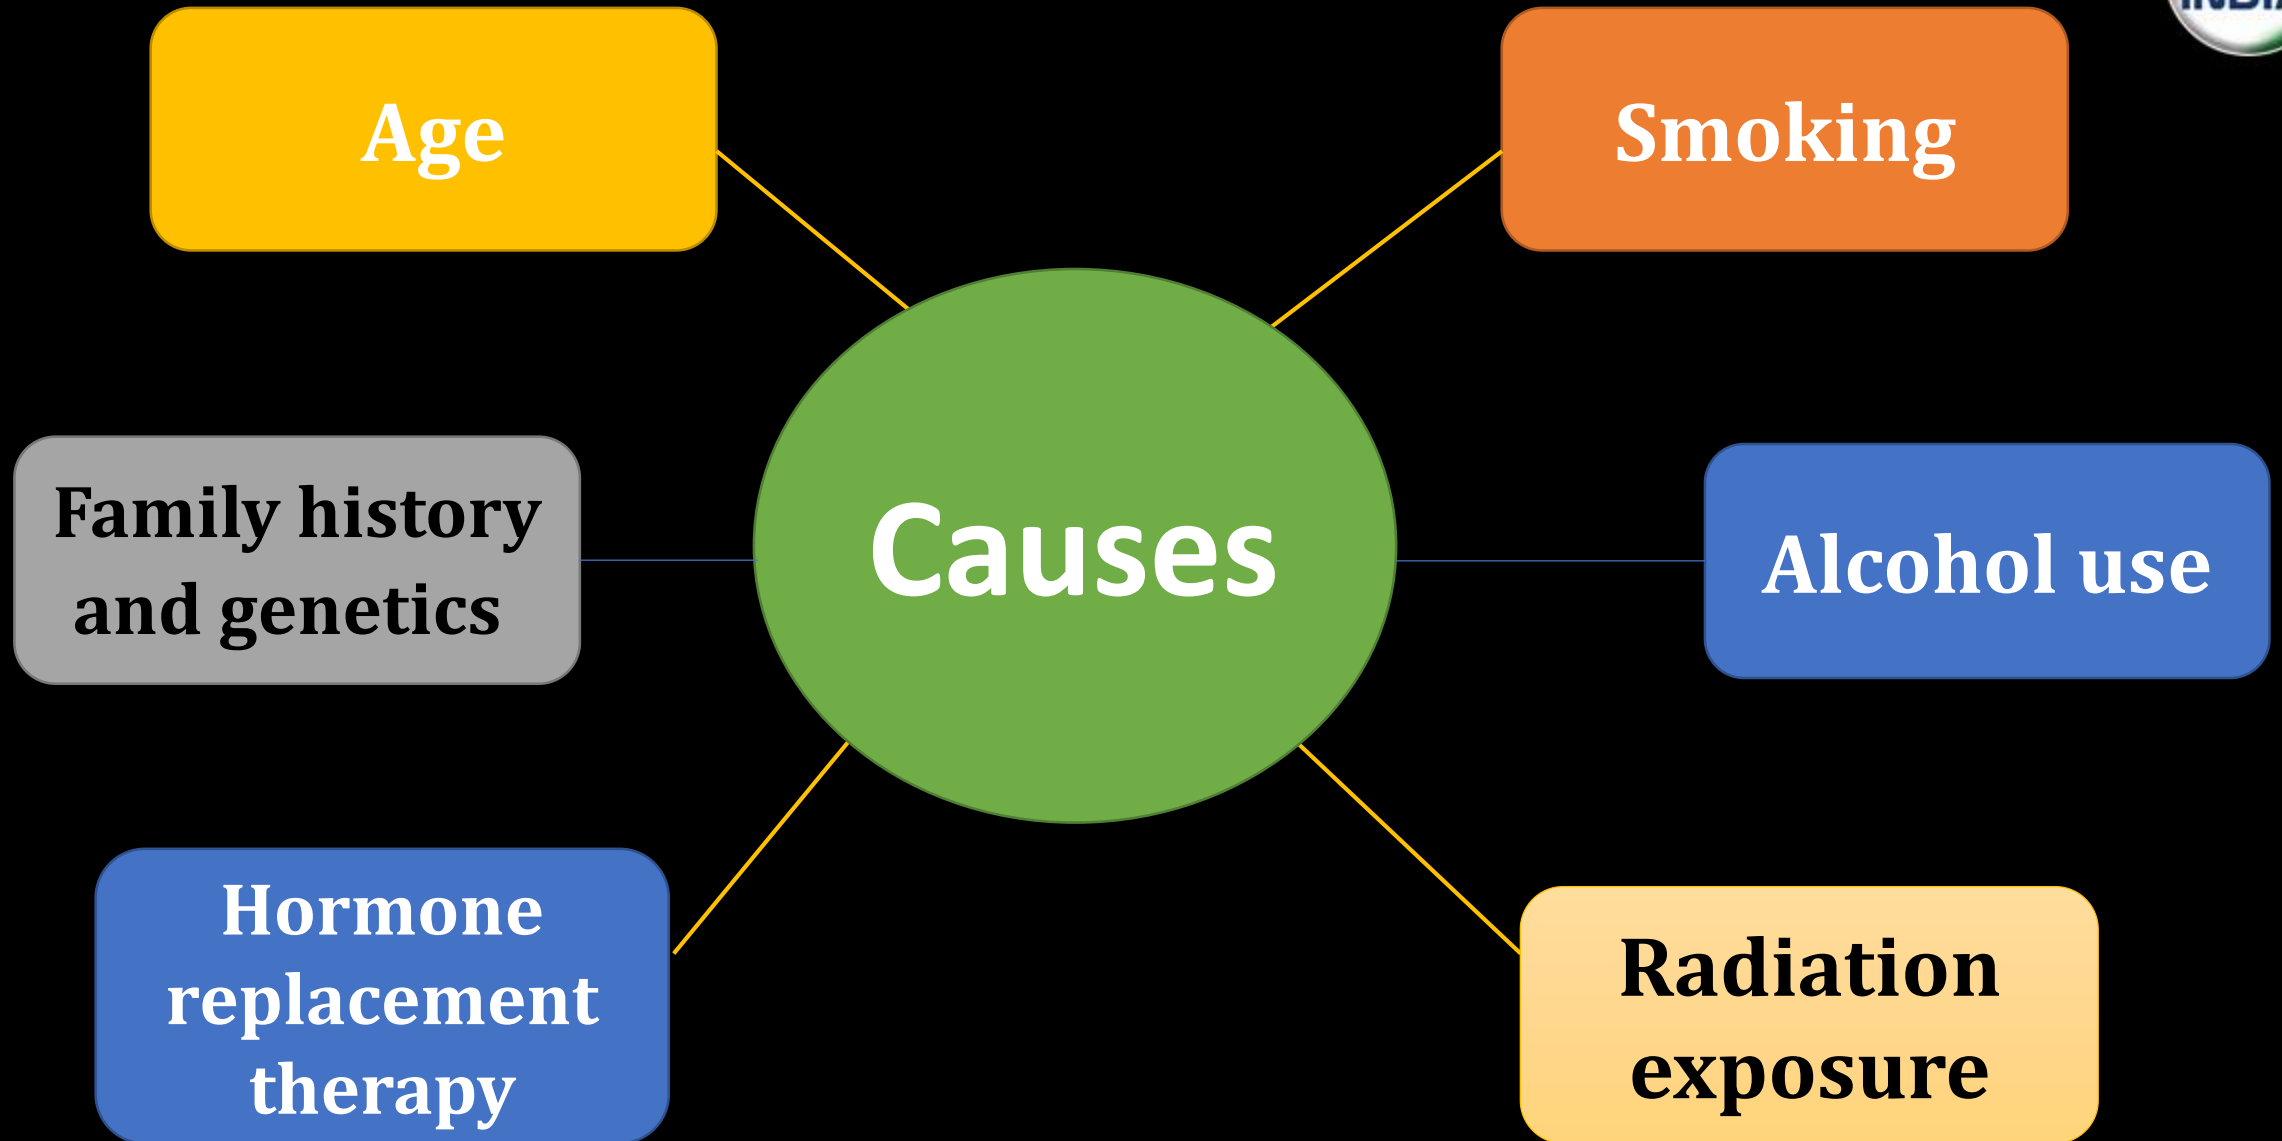 Age
Smoking
Family history
and genetics
Causes
Alcohol use
Hormone
replacement
therapy
Radiation
exposure